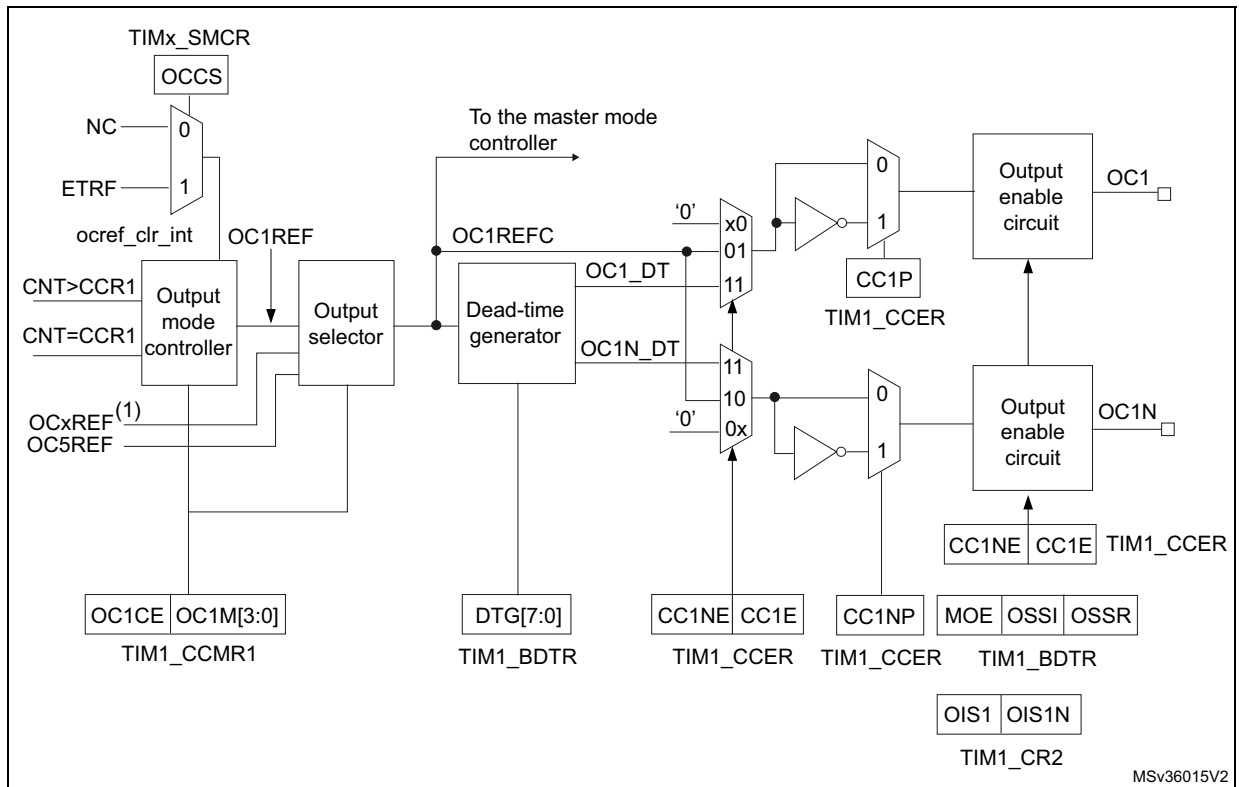 TIMx_SMCR
OCCS
NC
0
ETRF
1
ocref_clr_int
To the master mode
controller
OC1REF
OC1REFC
CNT>CCR1
CNT=CCR1
Output
mode
controller
Output
selector
Dead-time
generator
OC1_DT
OC1N_DT
OCxREF(1)
OC5REF
'0'
x0
01
11
11
10
'0'
0x
0
1
CC1P
TIM1_CCER
0
1
Output
enable
circuit
OC1
Output
enable
circuit
OC1N
CC1NE CC1E TIM1_CCER
OC1CE OC1M[3:0]
TIM1_CCMR1
DTG[7:0]
TIM1_BDTR
CC1NE CC1E
TIM1_CCER
CC1NP
TIM1_CCER
MOE OSSI OSSR
TIM1_BDTR
OIS1 OIS1N
TIM1_CR2
MSv36015V2